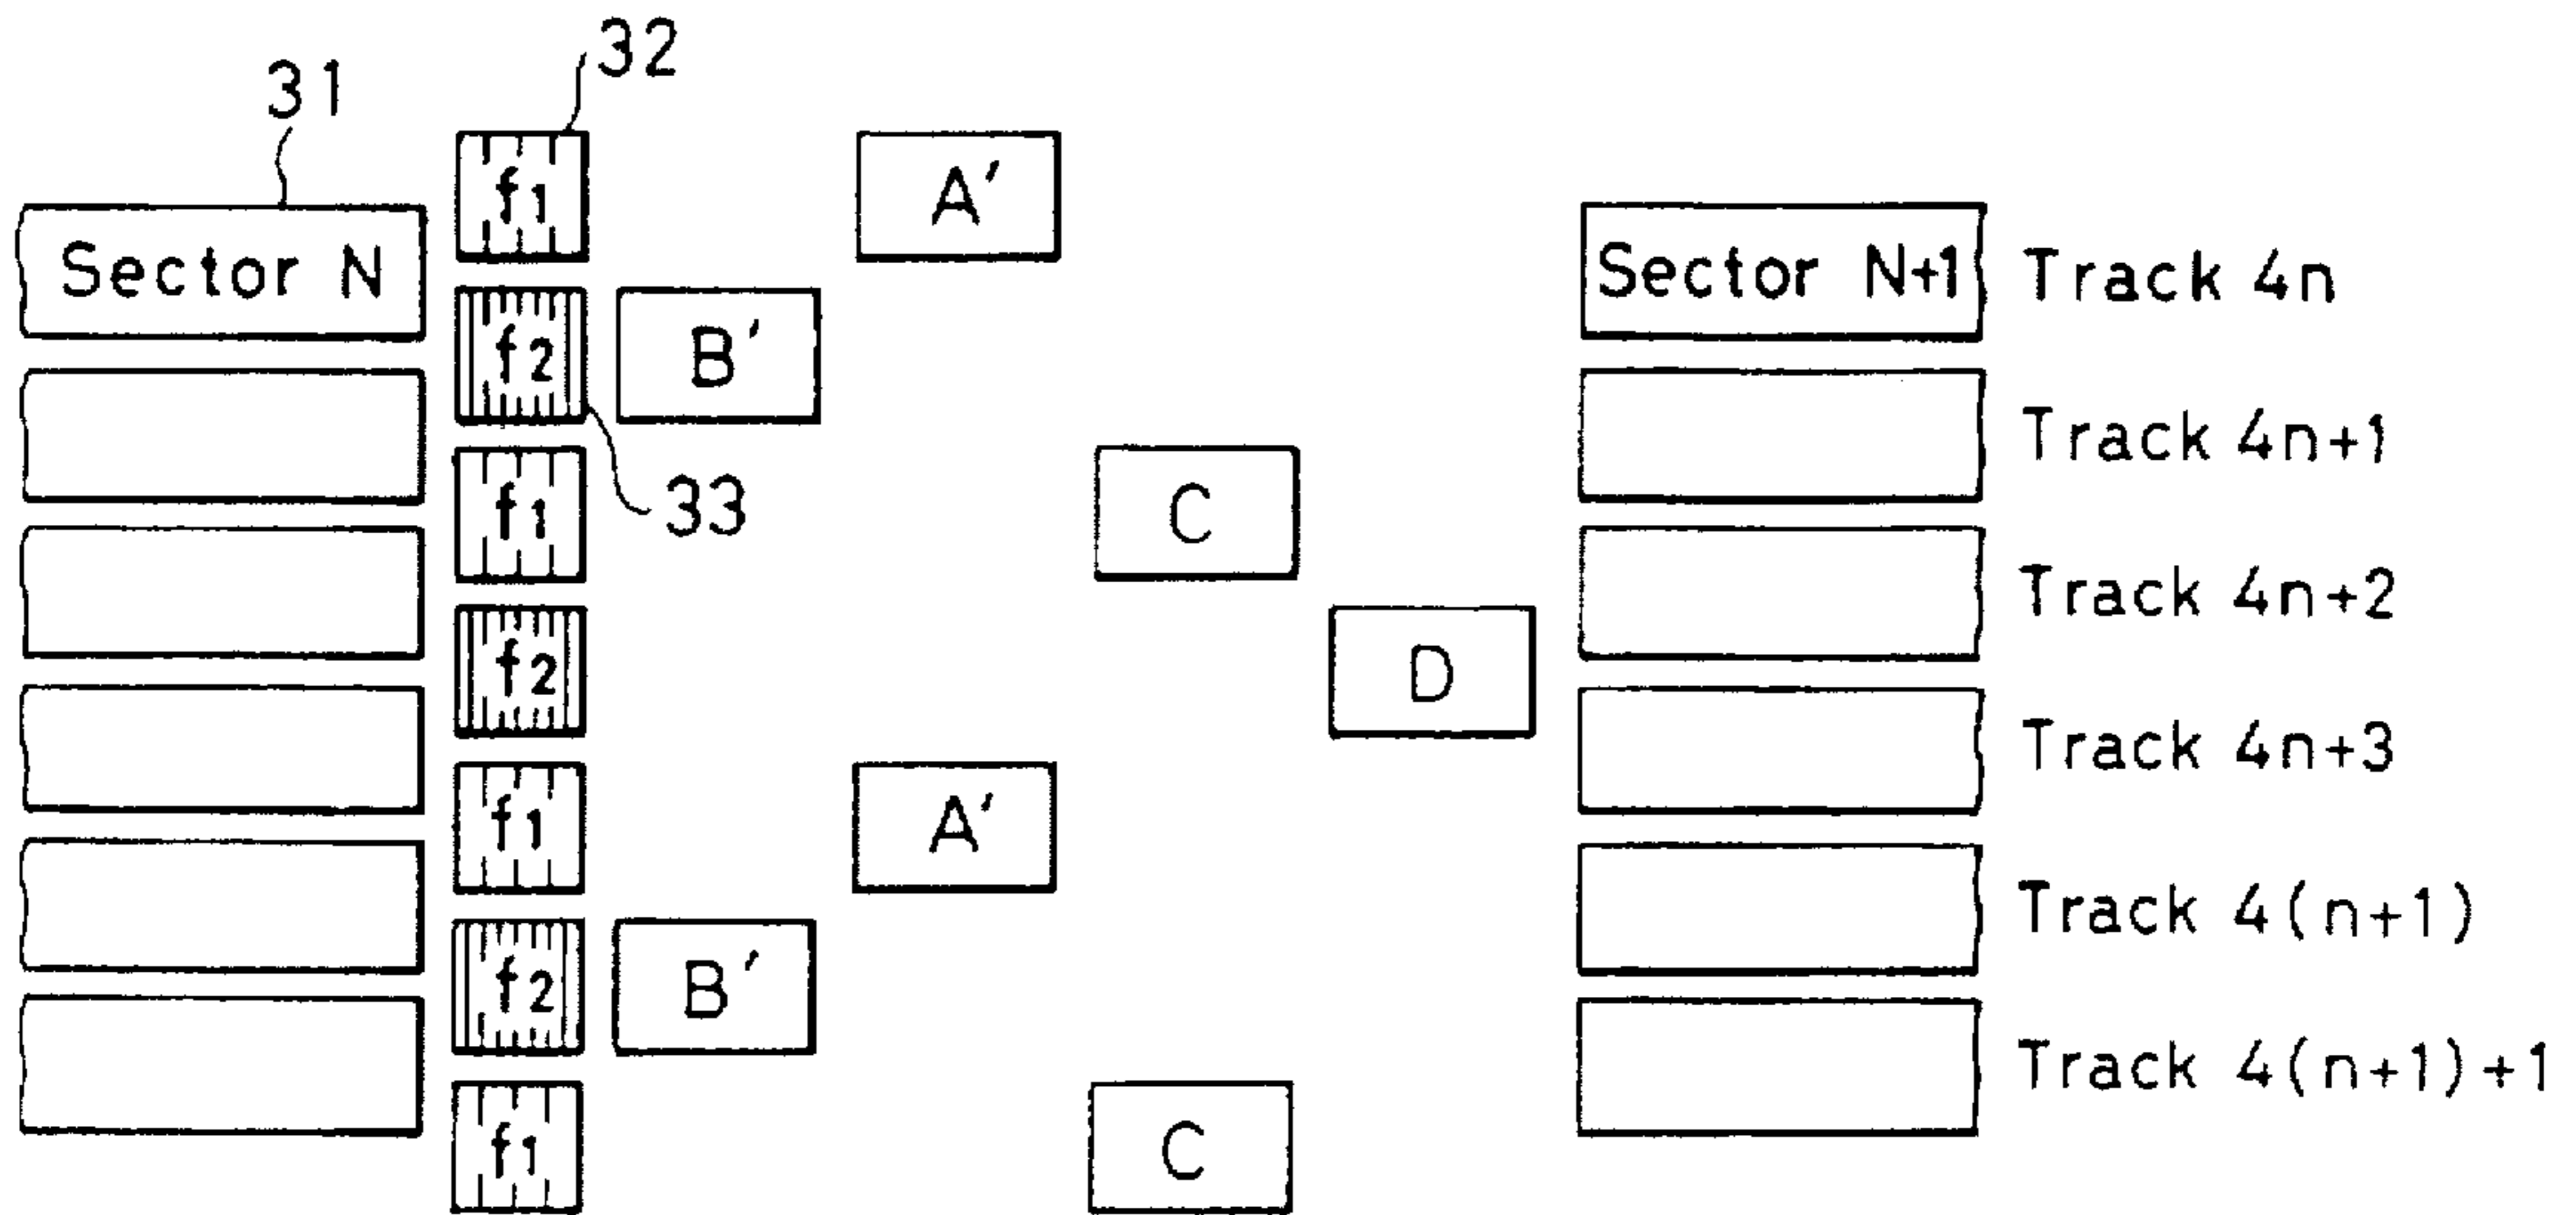 32
31
f1 A'
Sector N Sector N+1 Track 4n
f2 B'
Track 4n+1
33
f1 C
Track 4n+2
f2 D
Track 4n+3
f1 A'
Track 4(n+1)
f2 B'
Track 4(n+1)+1
f1 C